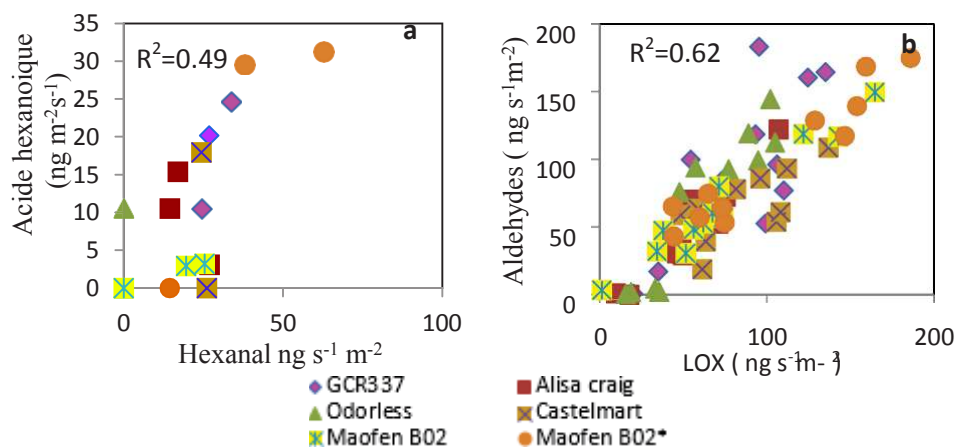 a
R²=0.49
Acide hexanoique
(ng m⁻²s⁻¹)
35
30
25
20
15
10
5
0
0
100
Hexanal ng s⁻¹ m⁻²
b
R²=0.62
Aldehydes ( ng s⁻¹m⁻²)
200
150
100
50
0
0
100
200
LOX ( ng s⁻¹m- ²)
GCR337
Alisa craig
Odorless
Castelmart
Maofen B02
Maofen B02*